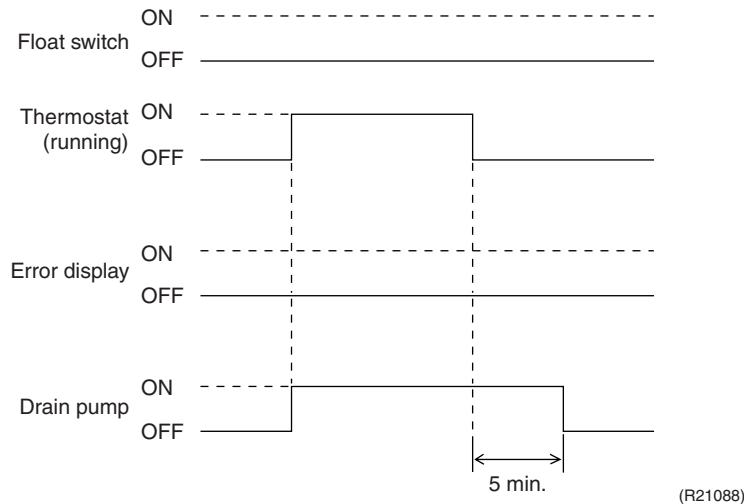 ON
Float switch
OFF
Thermostat ON
(running)
OFF
ON
Error display
OFF
ON
Drain pump
OFF
5 min.
(R21088)